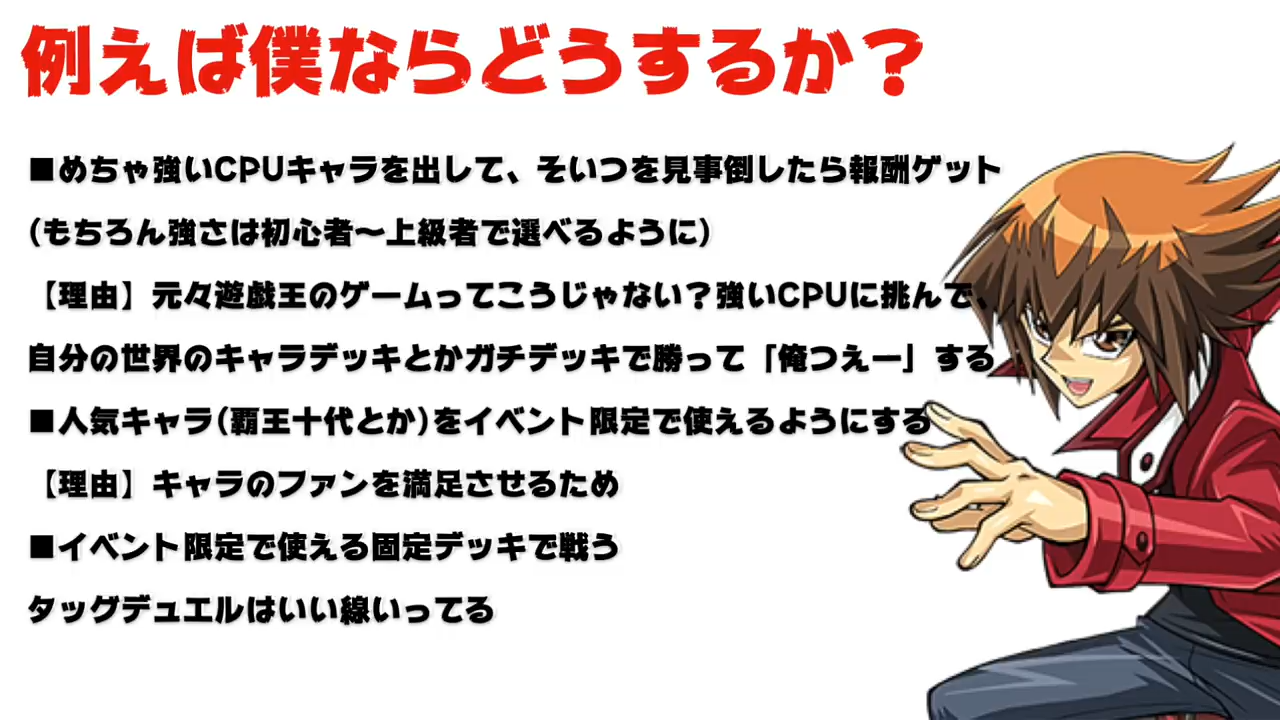 例えば僕ならどうするか？
■めちゃ強いCPUキャラを出して、そいつを見事倒したら報酬ゲット
(もちろん強さは初心者～上級者で選べるように)
【理由】元々遊戯王のゲームってこうじゃない？強いCPUに挑んで、
自分の世界のキャラデッキとかガチデッキで勝って「俺つえー」する
■人気キャラ(覇王十代とか)をイベント限定で使えるようにする
【理由】キャラのファンを満足させるため
■イベント限定で使える固定デッキで戦う
タッグデュエルはいい線いってる